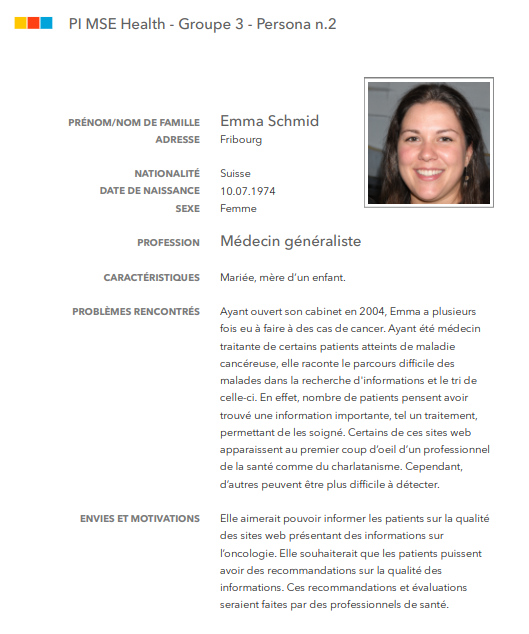 PI MSE Health - Groupe 3 - Persona n.2
PRÉNOM/NOM DE FAMILLE Emma Schmid
ADRESSE Fribourg
NATIONALITÉ Suisse
DATE DE NAISSANCE 10.07.1974
SEXE Femme
PROFESSION Médecin généraliste
CARACTÉRISTIQUES Mariée, mère d'un enfant.
PROBLÈMES RENCONTRÉS Ayant ouvert son cabinet en 2004, Emma a plusieurs
fois eu à faire à des cas de cancer. Ayant été médecin
traitante de certains patients atteints de maladie
cancéreuse, elle raconte le parcours difficile des
malades dans la recherche d'informations et le tri de
celle-ci. En effet, nombre de patients pensent avoir
trouvé une information importante, tel un traitement,
permettant de les soigné. Certains de ces sites web
apparaissent au premier coup d'oeil d'un professionnel
de la santé comme du charlatanisme. Cependant,
d'autres peuvent être plus difficile à détecter.
ENVIES ET MOTIVATIONS Elle aimerait pouvoir informer les patients sur la qualité
des sites web présentant des informations sur
l'oncologie. Elle souhaiterait que les patients puissent
avoir des recommandations sur la qualité des
informations. Ces recommandations et évaluations
seraient faites par des professionnels de santé.